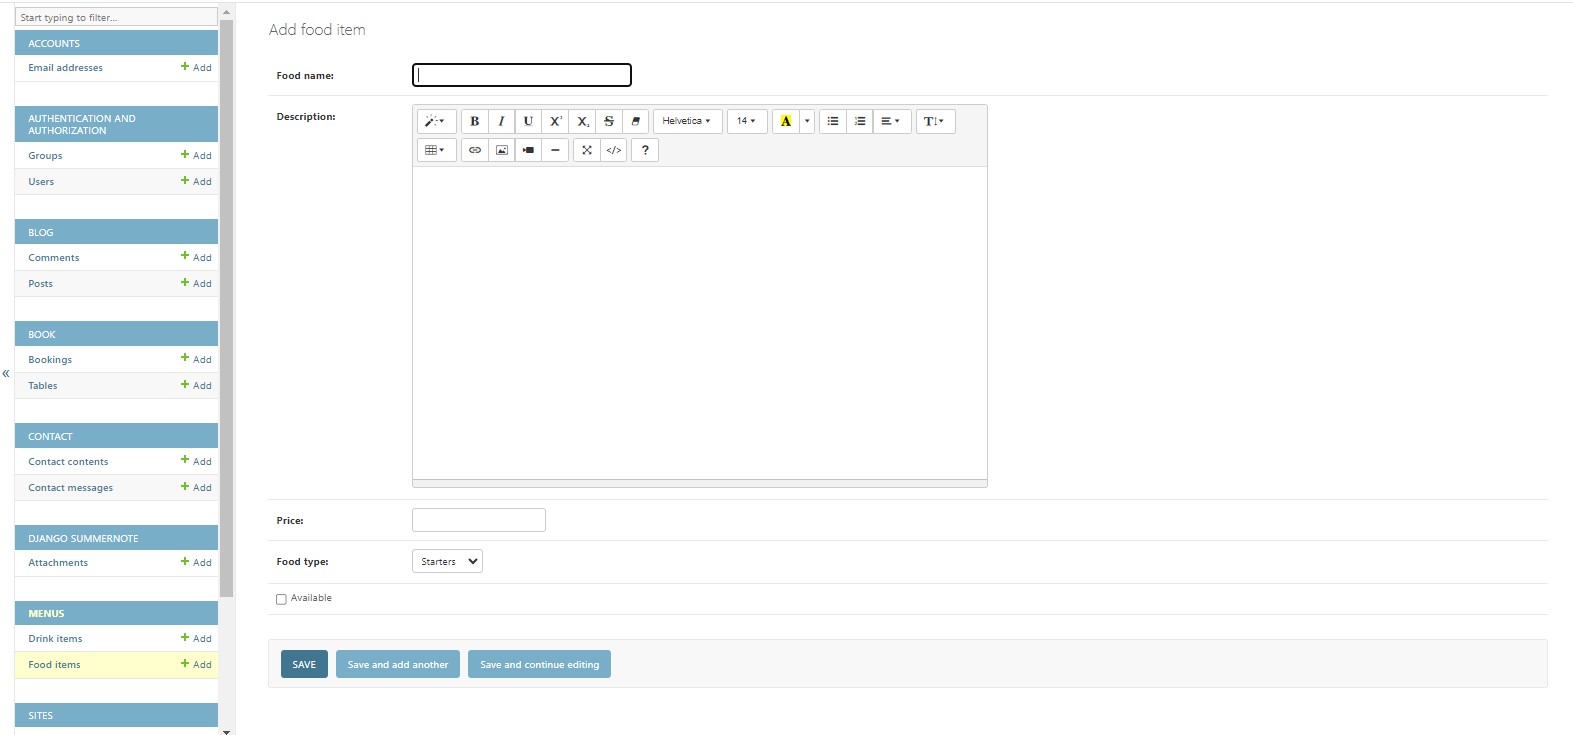 Start typing to filter...
ACCOUNTS
Email addresses + Add
AUTHENTICATION AND
AUTHORIZATION
Groups + Add
Users + Add
BLOG
Comments + Add
Posts + Add
BOOK
Bookings + Add
Tables + Add
CONTACT
Contact contents + Add
Contact messages + Add
DJANGO SUMMERNOTE
Attachments + Add
MENUS
Drink items + Add
Food items + Add
SITES
«
Add food item
Food name:
Description:
B I U X² X₂ S Helvetica 14 A T
</> ?
Price:
Food type: Starters
Available
SAVE Save and add another Save and continue editing